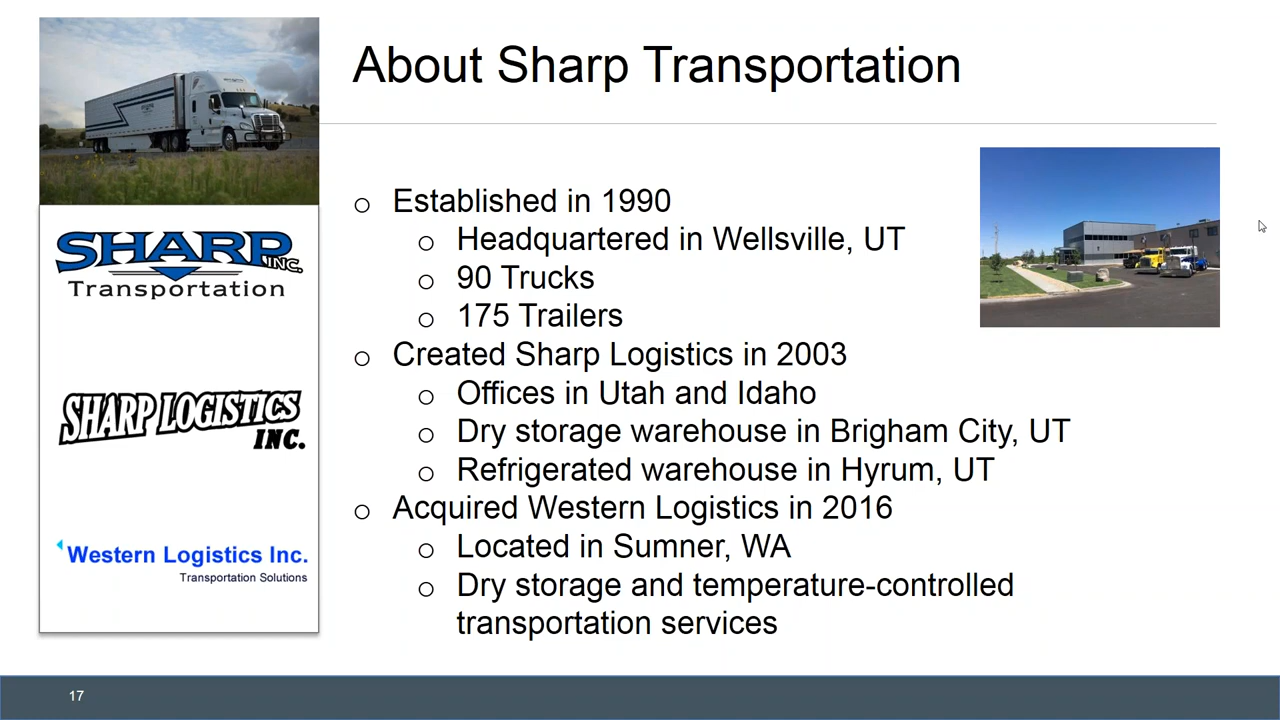 About Sharp Transportation
SHARP INC.
Transportation
SHARP LOGISTICS
INC.
Western Logistics Inc.
Transportation Solutions
Established in 1990
Headquartered in Wellsville, UT
90 Trucks
175 Trailers
Created Sharp Logistics in 2003
Offices in Utah and Idaho
Dry storage warehouse in Brigham City, UT
Refrigerated warehouse in Hyrum, UT
Acquired Western Logistics in 2016
Located in Sumner, WA
Dry storage and temperature-controlled
transportation services
17